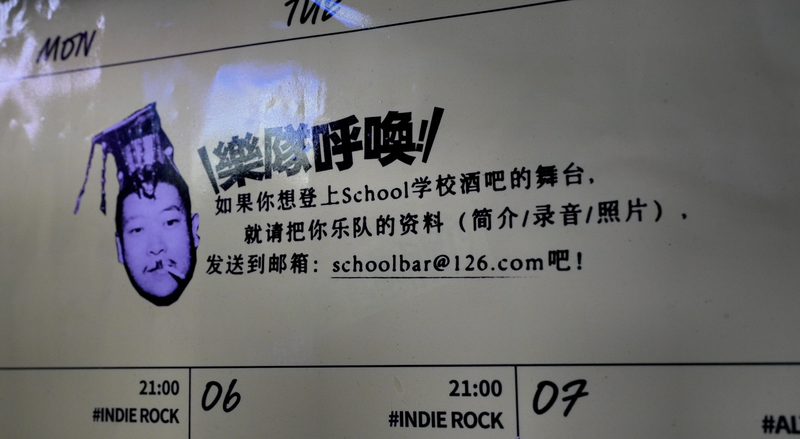 MON
TUE
樂隊呼喚!!
如果你想登上School学校酒吧的舞台,
就请把你乐队的资料（简介/录音/照片）,
发送到邮箱: schoolbar@126.com吧!
21:00
#INDIE ROCK
06
21:00
#INDIE ROCK
07